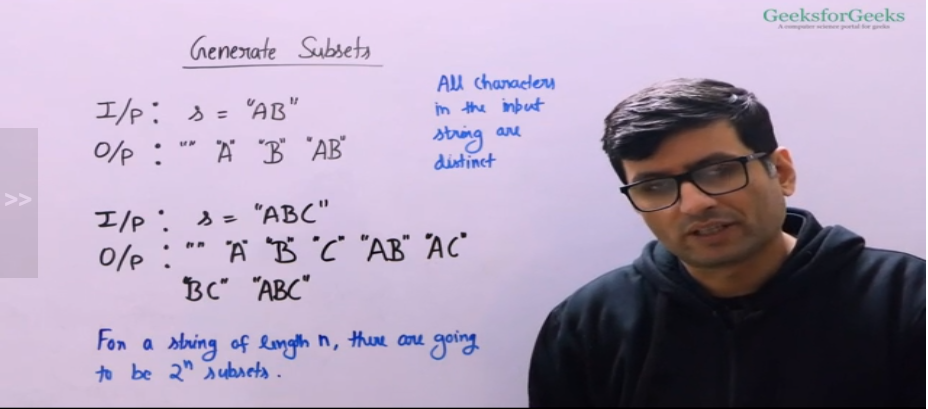 GeeksforGeeks
A computer science portal for geeks
Generate Subsets
I/p : s = "AB"
O/p : "" "A" "B" "AB"
All characters
in the input
string are
distinct
I/p : s = "ABC"
O/p : "" "A" "B" "C" "AB" "AC"
"BC" "ABC"
For a string of length n, there are going
to be 2ⁿ subsets.
>>